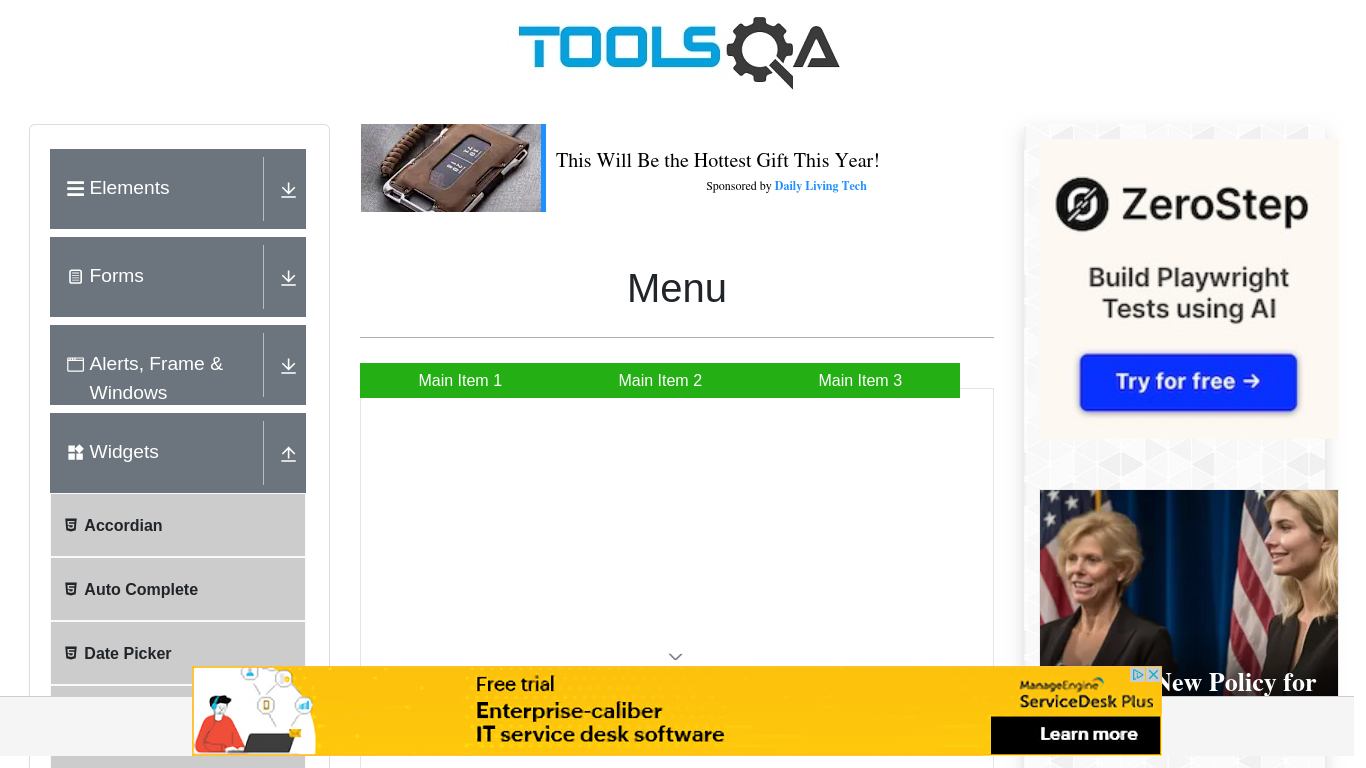 TOOLSQA
Elements
Forms
Alerts, Frame &
Windows
Widgets
Accordian
Auto Complete
Date Picker
This Will Be the Hottest Gift This Year!
Sponsored by Daily Living Tech
Menu
Main Item 1
Main Item 2
Main Item 3
ZeroStep
Build Playwright
Tests using AI
Try for free →
New Policy for
Free trial
Enterprise-caliber
IT service desk software
ManageEngine
ServiceDesk Plus
Learn more